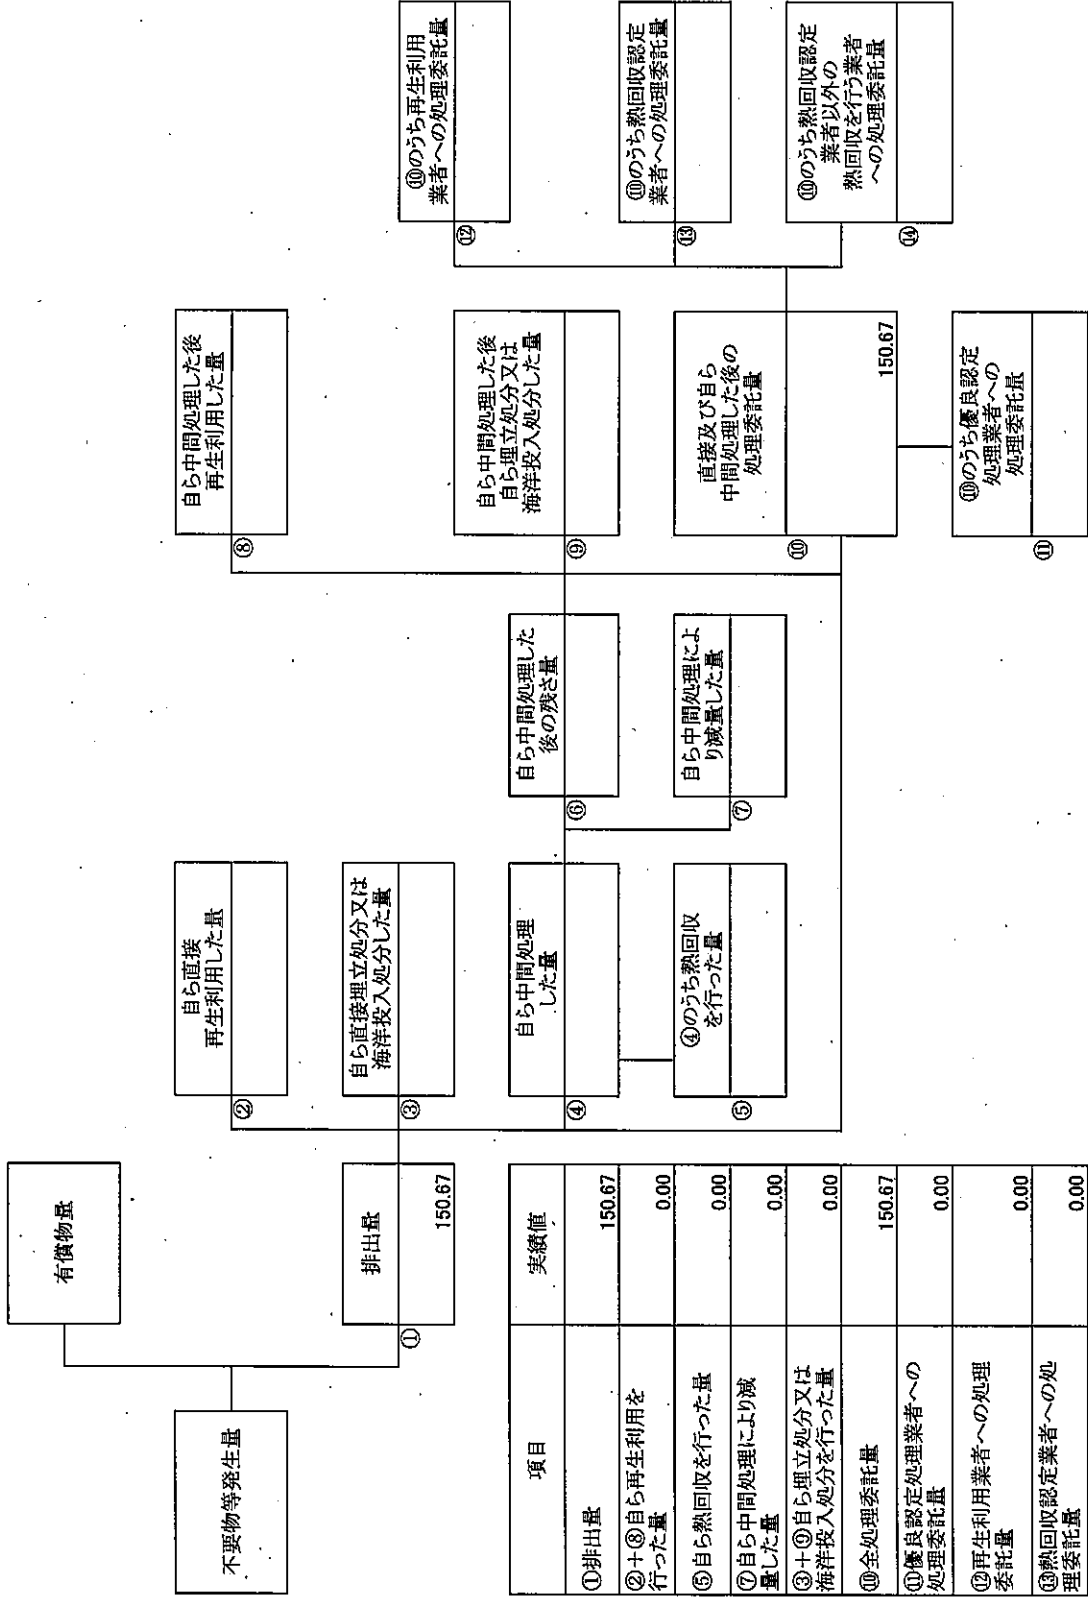 不要物等発生量
有償物量
①
排出量
150.67
②
自ら直接
再生利用した量
③
自ら直接埋立処分又は
海洋投入処分した量
④
自ら中間処理
した量
⑤
④のうち熱回収
を行った量
⑥
自ら中間処理した
後の残さ量
⑦
自ら中間処理によ
り減量した量
⑧
自ら中間処理した後
再生利用した量
⑨
自ら中間処理した後
自ら埋立処分又は
海洋投入処分した量
⑩
直接及び自ら
中間処理した後の
処理委託量
150.67
⑪
⑩のうち優良認定
処理業者への
処理委託量
⑫
⑩のうち再生利用
業者への処理委託量
⑬
⑩のうち熱回収認定
業者への処理委託量
⑭
⑩のうち熱回収認定
業者以外の
熱回収を行う業者
への処理委託量
項目 実績値
①排出量 150.67
②+⑧自ら再生利用を
行った量 0.00
⑤自ら熱回収を行った量 0.00
⑦自ら中間処理により減
量した量 0.00
③+⑨自ら埋立処分又は
海洋投入処分を行った量 0.00
⑩全処理委託量 150.67
⑪優良認定処理業者への
処理委託量 0.00
⑫再生利用業者への処理
委託量 0.00
⑬熱回収認定業者への処
理委託量 0.00